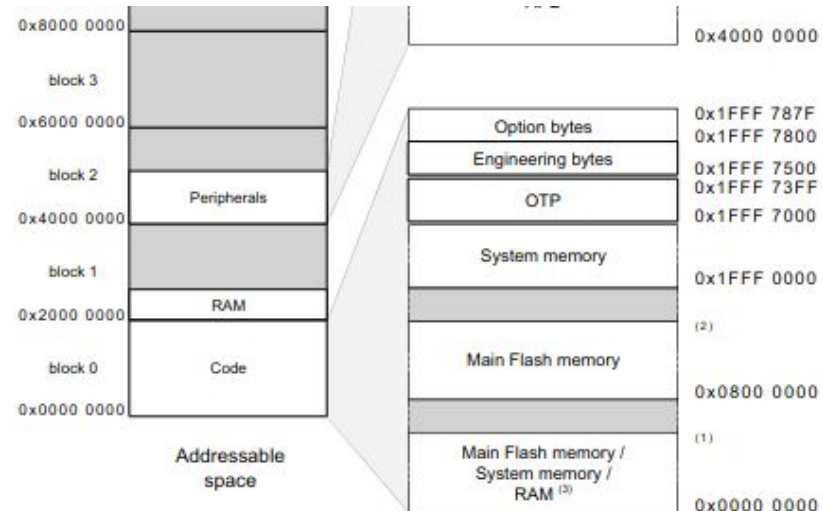 0x8000 0000
block 3
0x6000 0000
block 2
Peripherals
0x4000 0000
block 1
RAM
0x2000 0000
block 0
Code
0x0000 0000
Addressable
space
0x4000 0000
Option bytes
0x1FFF 787F
0x1FFF 7800
Engineering bytes
0x1FFF 7500
0x1FFF 73FF
OTP
0x1FFF 7000
System memory
0x1FFF 0000
(2)
Main Flash memory
0x0800 0000
(1)
Main Flash memory /
System memory /
RAM (3)
0x0000 0000